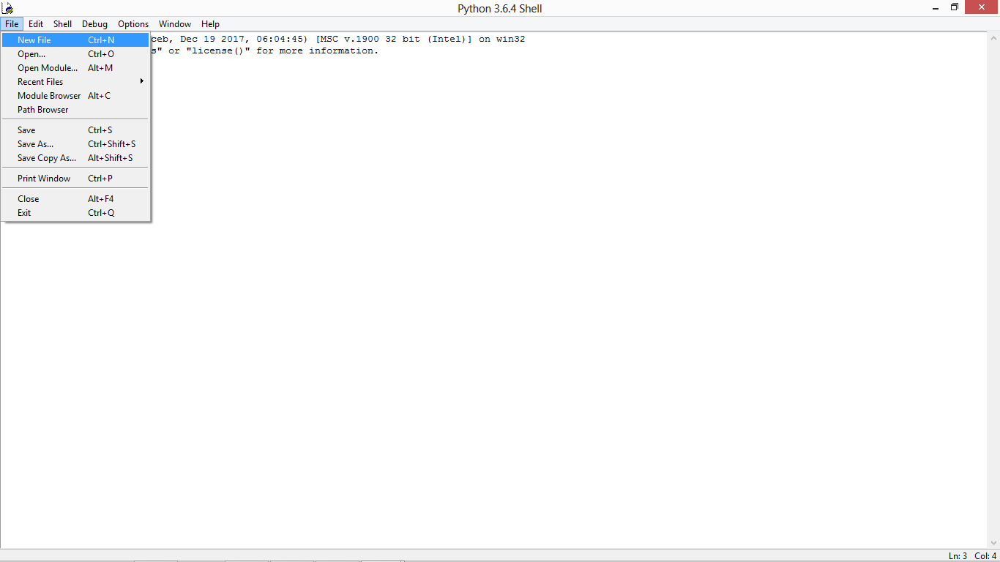 Python 3.6.4 Shell
File Edit Shell Debug Options Window Help
ceb, Dec 19 2017, 06:04:45) [MSC v.1900 32 bit (Intel)] on win32
s" or "license()" for more information.
New File Ctrl+N
Open... Ctrl+O
Open Module... Alt+M
Recent Files
Module Browser Alt+C
Path Browser
Save Ctrl+S
Save As... Ctrl+Shift+S
Save Copy As... Alt+Shift+S
Print Window Ctrl+P
Close Alt+F4
Exit Ctrl+Q
Ln: 3 Col: 4